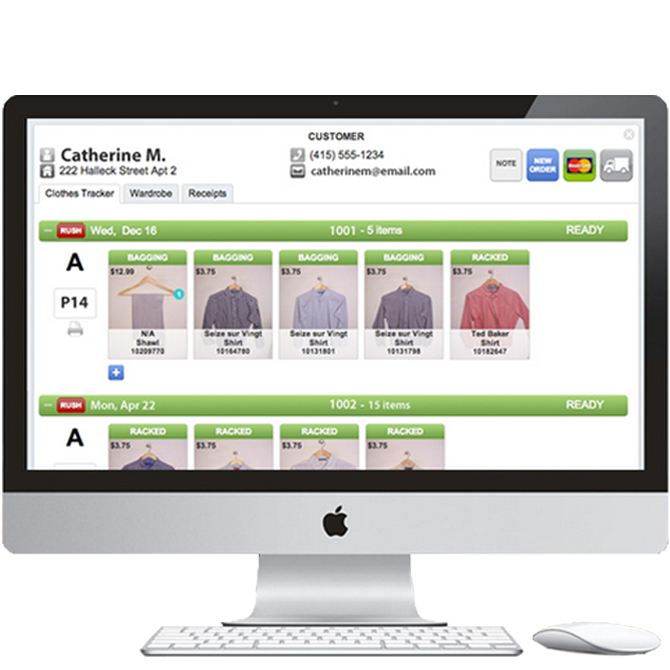 CUSTOMER
Catherine M.
222 Halleck Street Apt 2
(415) 555-1234
catherinem@email.com
NOTE
NEW ORDER
Clothes Tracker
Wardrobe
Receipts
RUSH Wed, Dec 16 1001 - 5 items READY
A
P14
BAGGING
$12.99
1
N/A
Shawl
10209770
BAGGING
$3.75
Seize sur Vingt
Shirt
10164780
BAGGING
$3.75
Seize sur Vingt
Shirt
10131801
BAGGING
$3.75
Seize sur Vingt
Shirt
10131798
RACKED
$3.75
Ted Baker
Shirt
10182647
RUSH Mon, Apr 22 1002 - 15 items READY
A
RACKED
$3.75
RACKED
$3.75
RACKED
$3.75
RACKED
$3.75